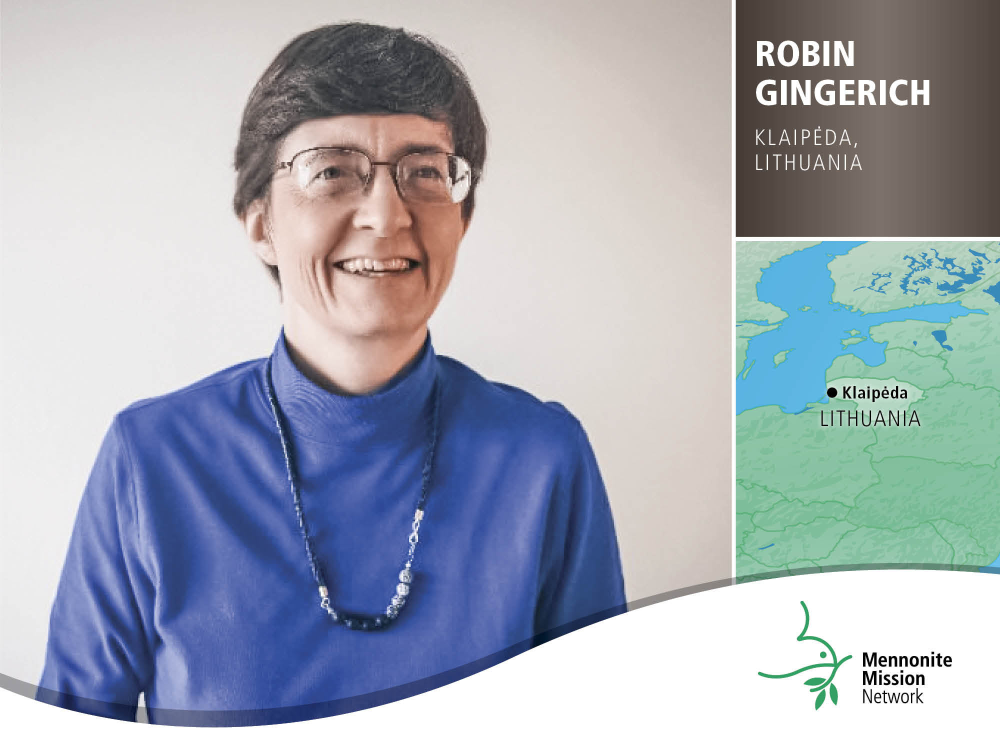 ROBIN
GINGERICH
KLAIPĖDA,
LITHUANIA
Klaipėda
LITHUANIA
Mennonite
Mission
Network